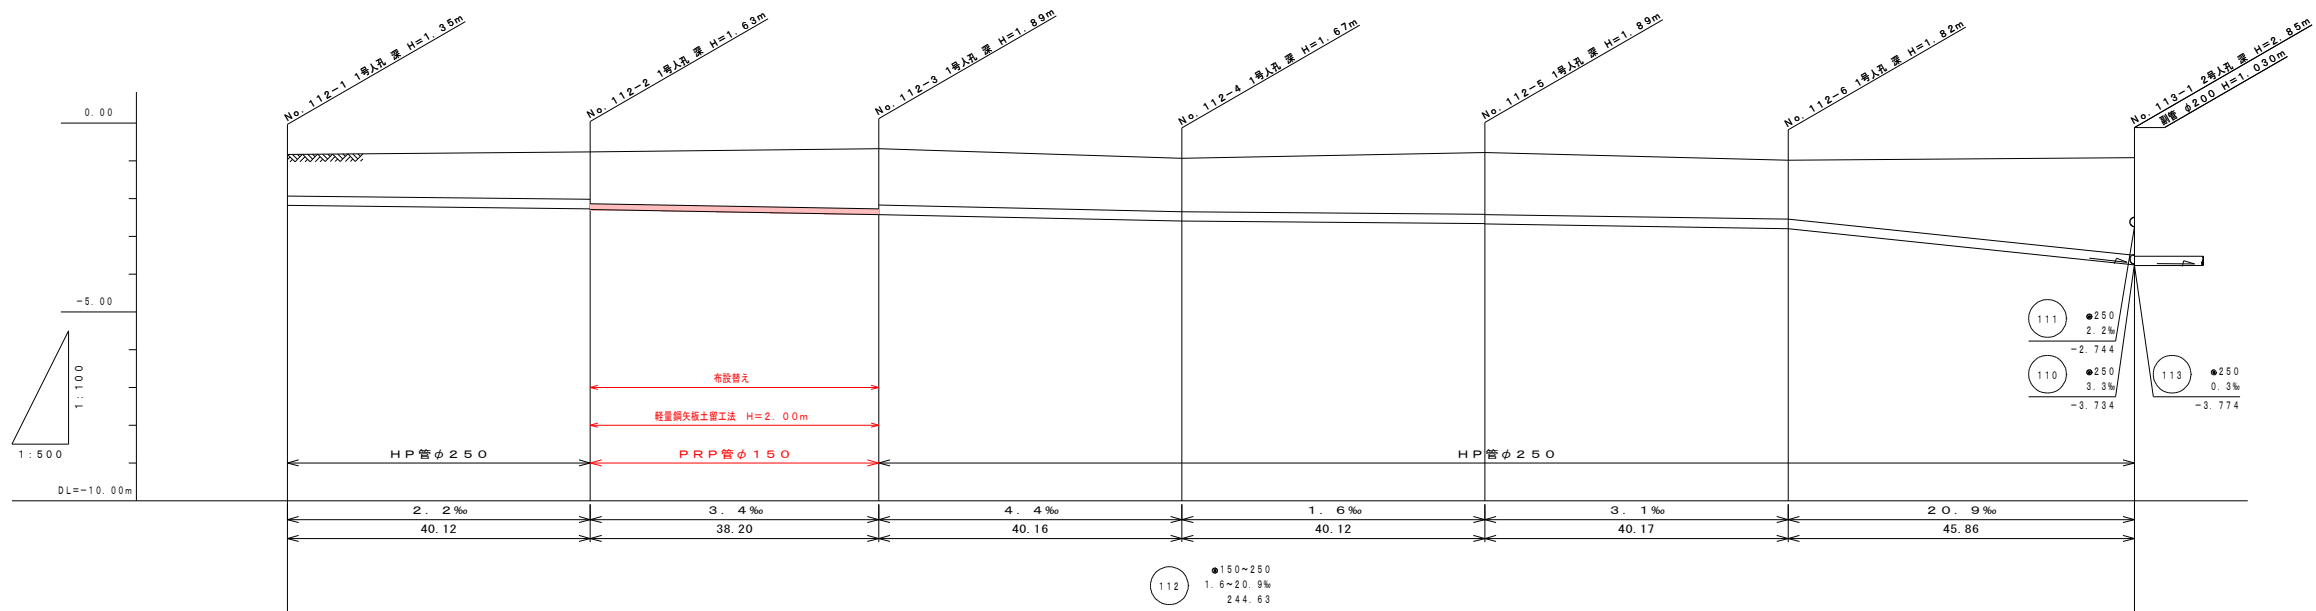 No. 112-1 1号人孔 深 H=1.35m
No. 112-2 1号人孔 深 H=1.63m
No. 112-3 1号人孔 深 H=1.89m
No. 112-4 1号人孔 深 H=1.67m
No. 112-5 1号人孔 深 H=1.89m
No. 112-6 1号人孔 深 H=1.82m
No. 113-1 2号人孔 深 H=2.85m
副管 φ200 H=1.030m
0.00
-5.00
1:100
1:500
DL=-10.00m
111 250
2.2‰
-2.744
110 250
3.3‰
-3.734
113 250
0.3‰
-3.774
布設替え
軽量鋼矢板土留工法 H=2.00m
HP管φ250
PRP管φ150
HP管φ250
2.2‰ 3.4‰ 4.4‰ 1.6‰ 3.1‰ 20.9‰
40.12 38.20 40.16 40.12 40.17 45.86
112 150~250
1.6~20.9‰
244.63